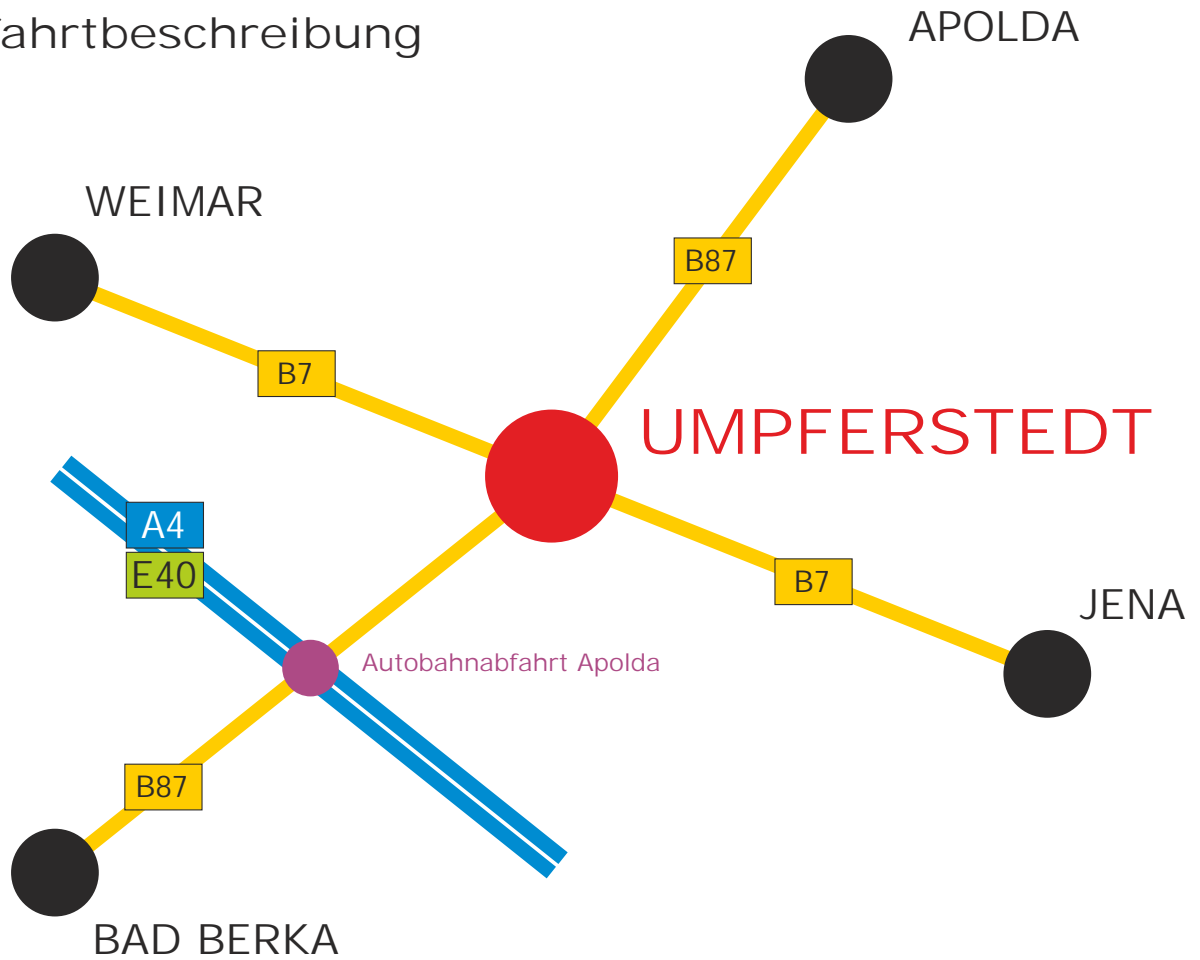 ahrtbeschreibung
APOLDA
WEIMAR
B87
B7
UMPFERSTEDT
A4
E40
B7
JENA
Autobahnabfahrt Apolda
B87
BAD BERKA